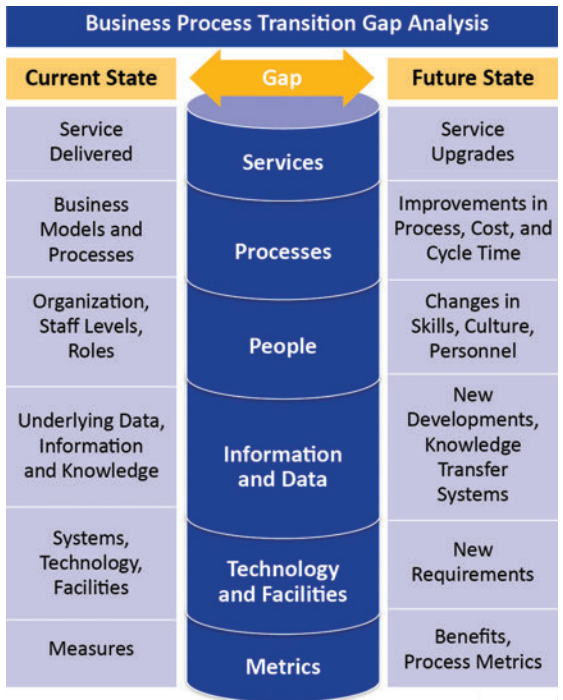 Business Process Transition Gap Analysis
Current State
Gap
Future State
Service
Delivered
Services
Service
Upgrades
Business
Models and
Processes
Processes
Improvements in
Process, Cost, and
Cycle Time
Organization,
Staff Levels,
Roles
People
Changes in
Skills, Culture,
Personnel
Underlying Data,
Information
and Knowledge
Information
and Data
New
Developments,
Knowledge
Transfer
Systems
Systems,
Technology,
Facilities
Technology
and Facilities
New
Requirements
Measures
Metrics
Benefits,
Process Metrics